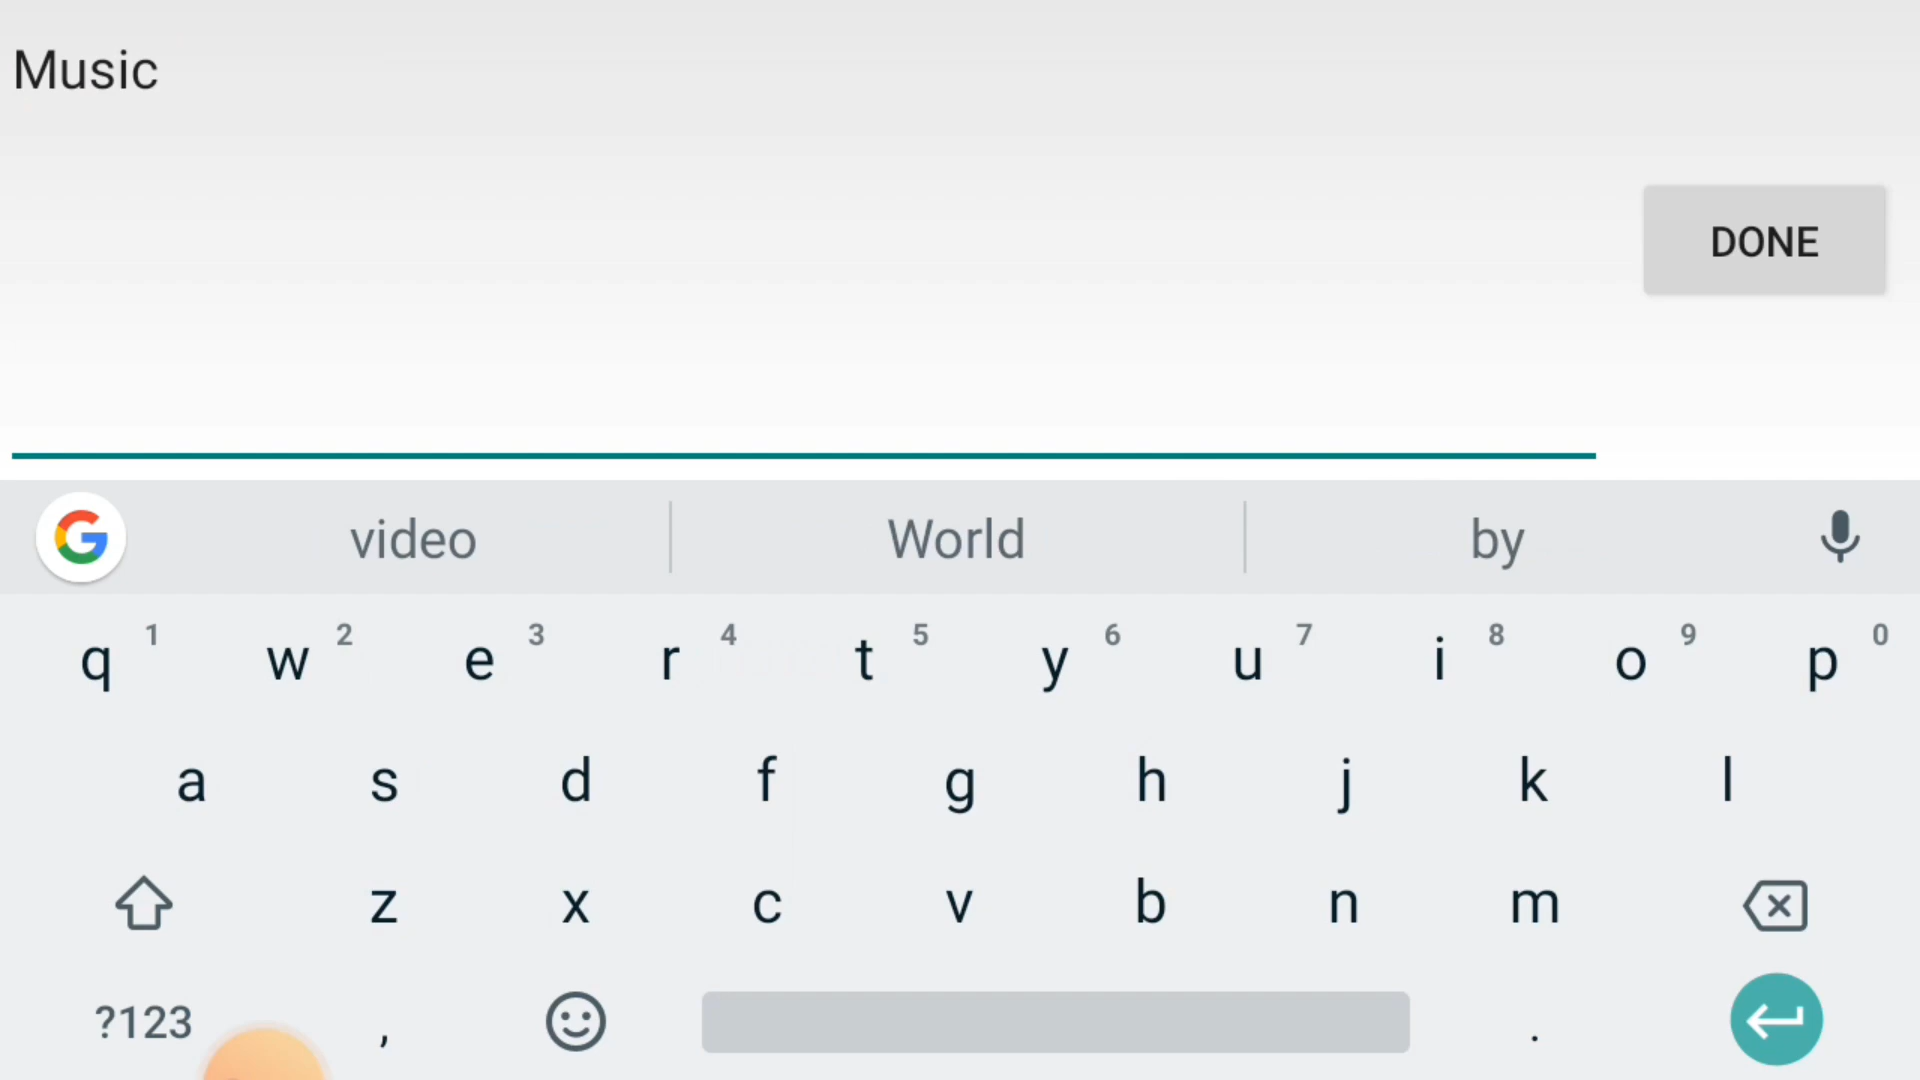 Music
DONE
video World by
q 1 w 2 e 3 r 4 t 5 y 6 u 7 i 8 o 9 p 0
a s d f g h j k l
z x c v b n m
?123 , .